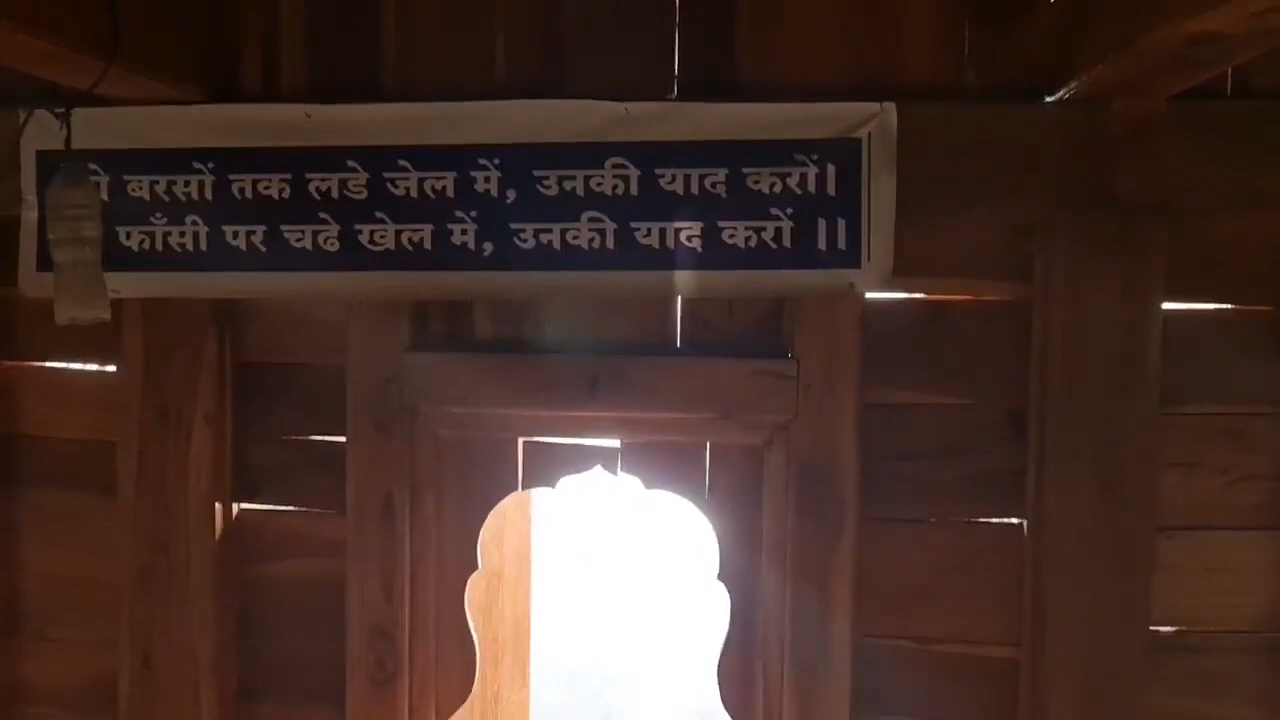 बरसों तक लडे जेल में, उनकी याद करों।
फाँसी पर चढे खेल में, उनकी याद करों ।।